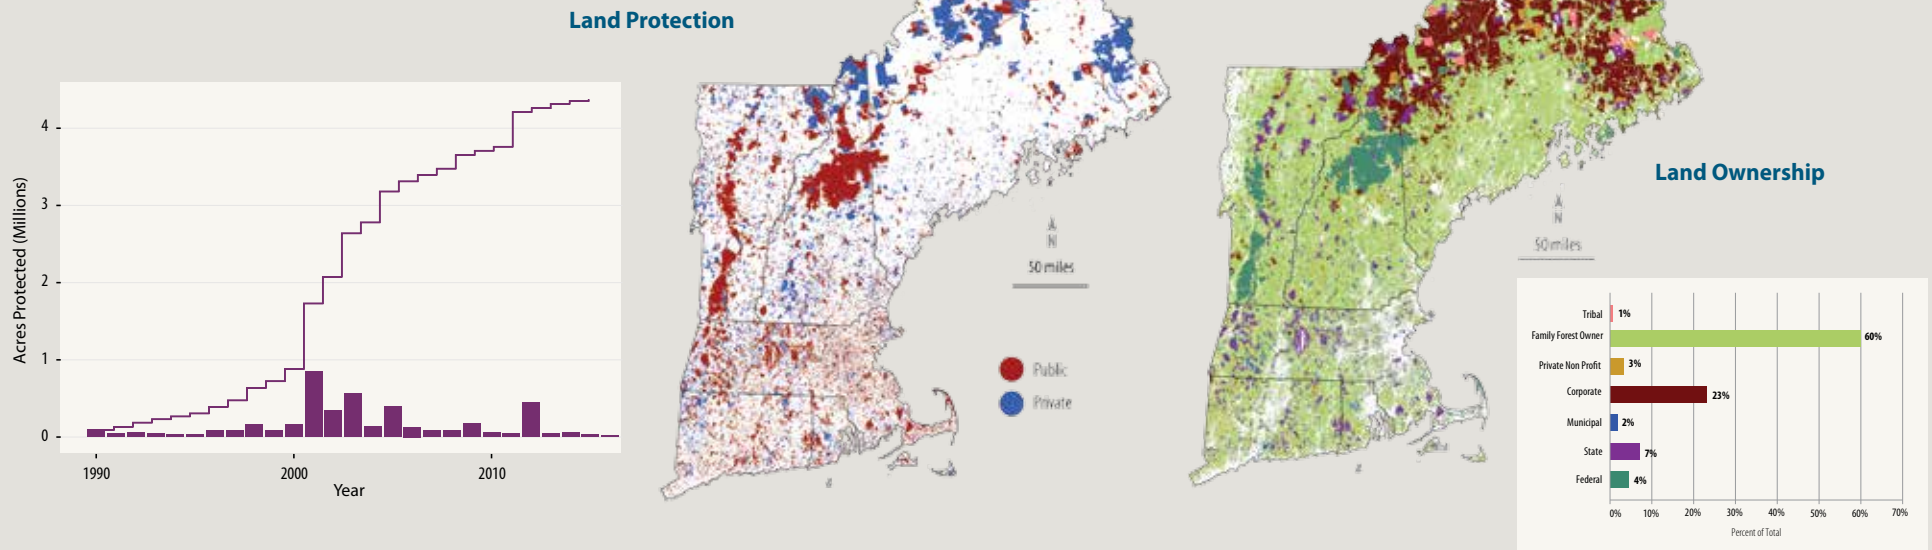 Land Protection
Acres Protected (Millions)
4
3
2
1
0
1990
2000
2010
Year
N
50 miles
Public
Private
Land Ownership
N
50 miles
Tribal
1%
Family Forest Owner
60%
Private Non Profit
3%
Corporate
23%
Municipal
2%
State
7%
Federal
4%
0%
10%
20%
30%
40%
50%
60%
70%
Percent of Total